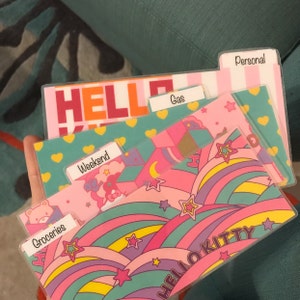 Personal
HELLO
Gas
Weekend
Groceries
HELLO KITTY